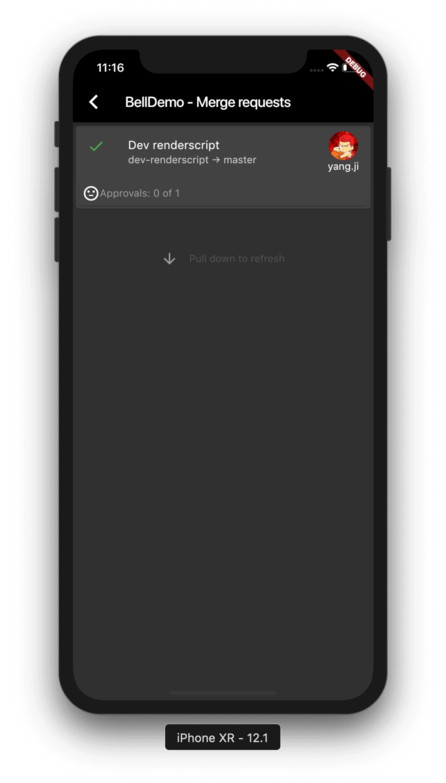 11:16
DEBUG
BellDemo - Merge requests
Dev renderscript
dev-renderscript → master
yang.ji
Approvals: 0 of 1
Pull down to refresh
iPhone XR - 12.1